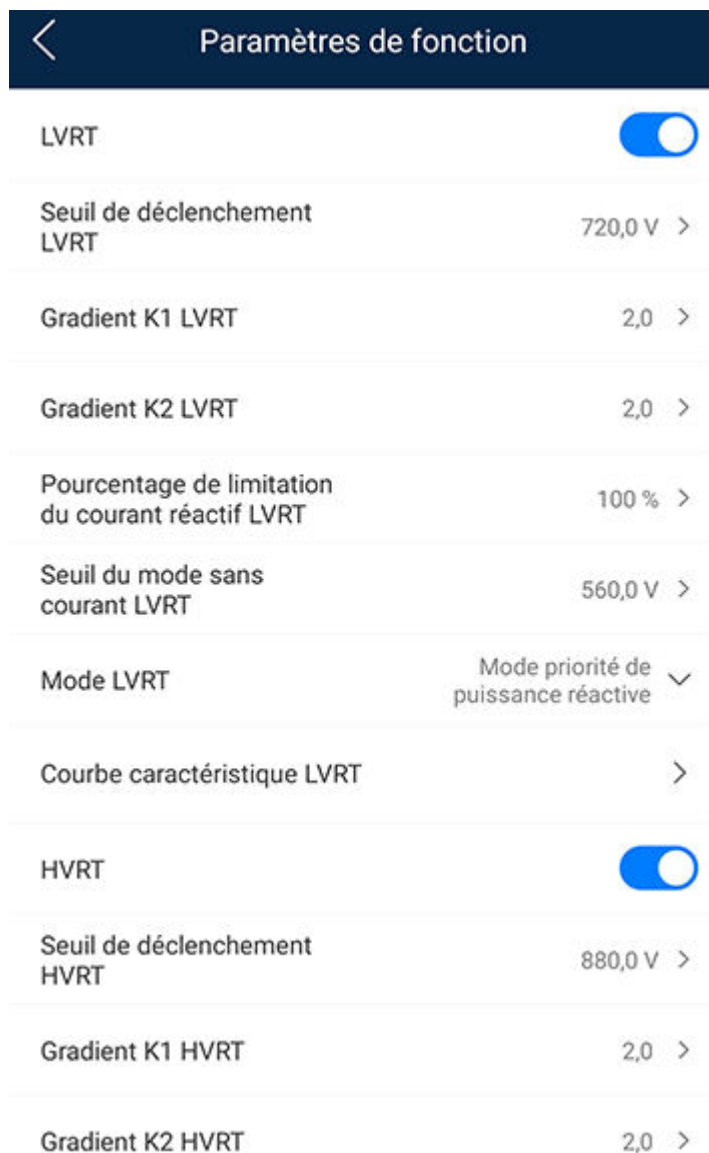 Paramètres de fonction
LVRT
Seuil de déclenchement
LVRT
720,0 V
Gradient K1 LVRT
2,0
Gradient K2 LVRT
2,0
Pourcentage de limitation
du courant réactif LVRT
100 %
Seuil du mode sans
courant LVRT
560,0 V
Mode LVRT
Mode priorité de
puissance réactive
Courbe caractéristique LVRT
HVRT
Seuil de déclenchement
HVRT
880,0 V
Gradient K1 HVRT
2,0
Gradient K2 HVRT
2,0